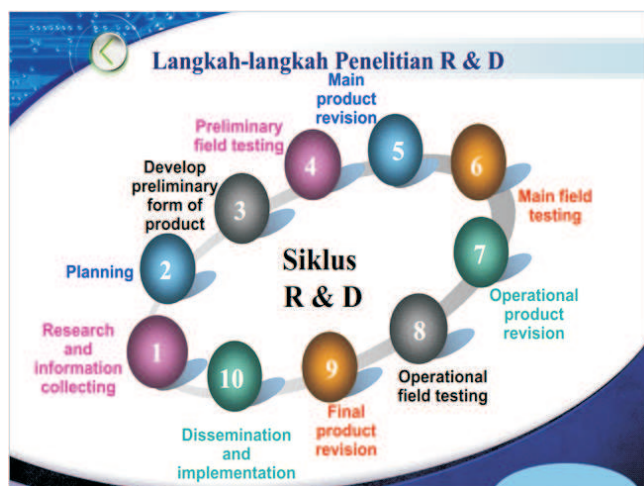 Langkah-langkah Penelitian R & D
Main
product
revision
Preliminary
field testing
4
5
6
Develop
preliminary
form of
product
3
Main field
testing
Planning
2
Siklus
R & D
7
Operational
product
revision
Research
and
information
collecting
1
10
9
8
Operational
field testing
Final
product
revision
Dissemination
and
implementation